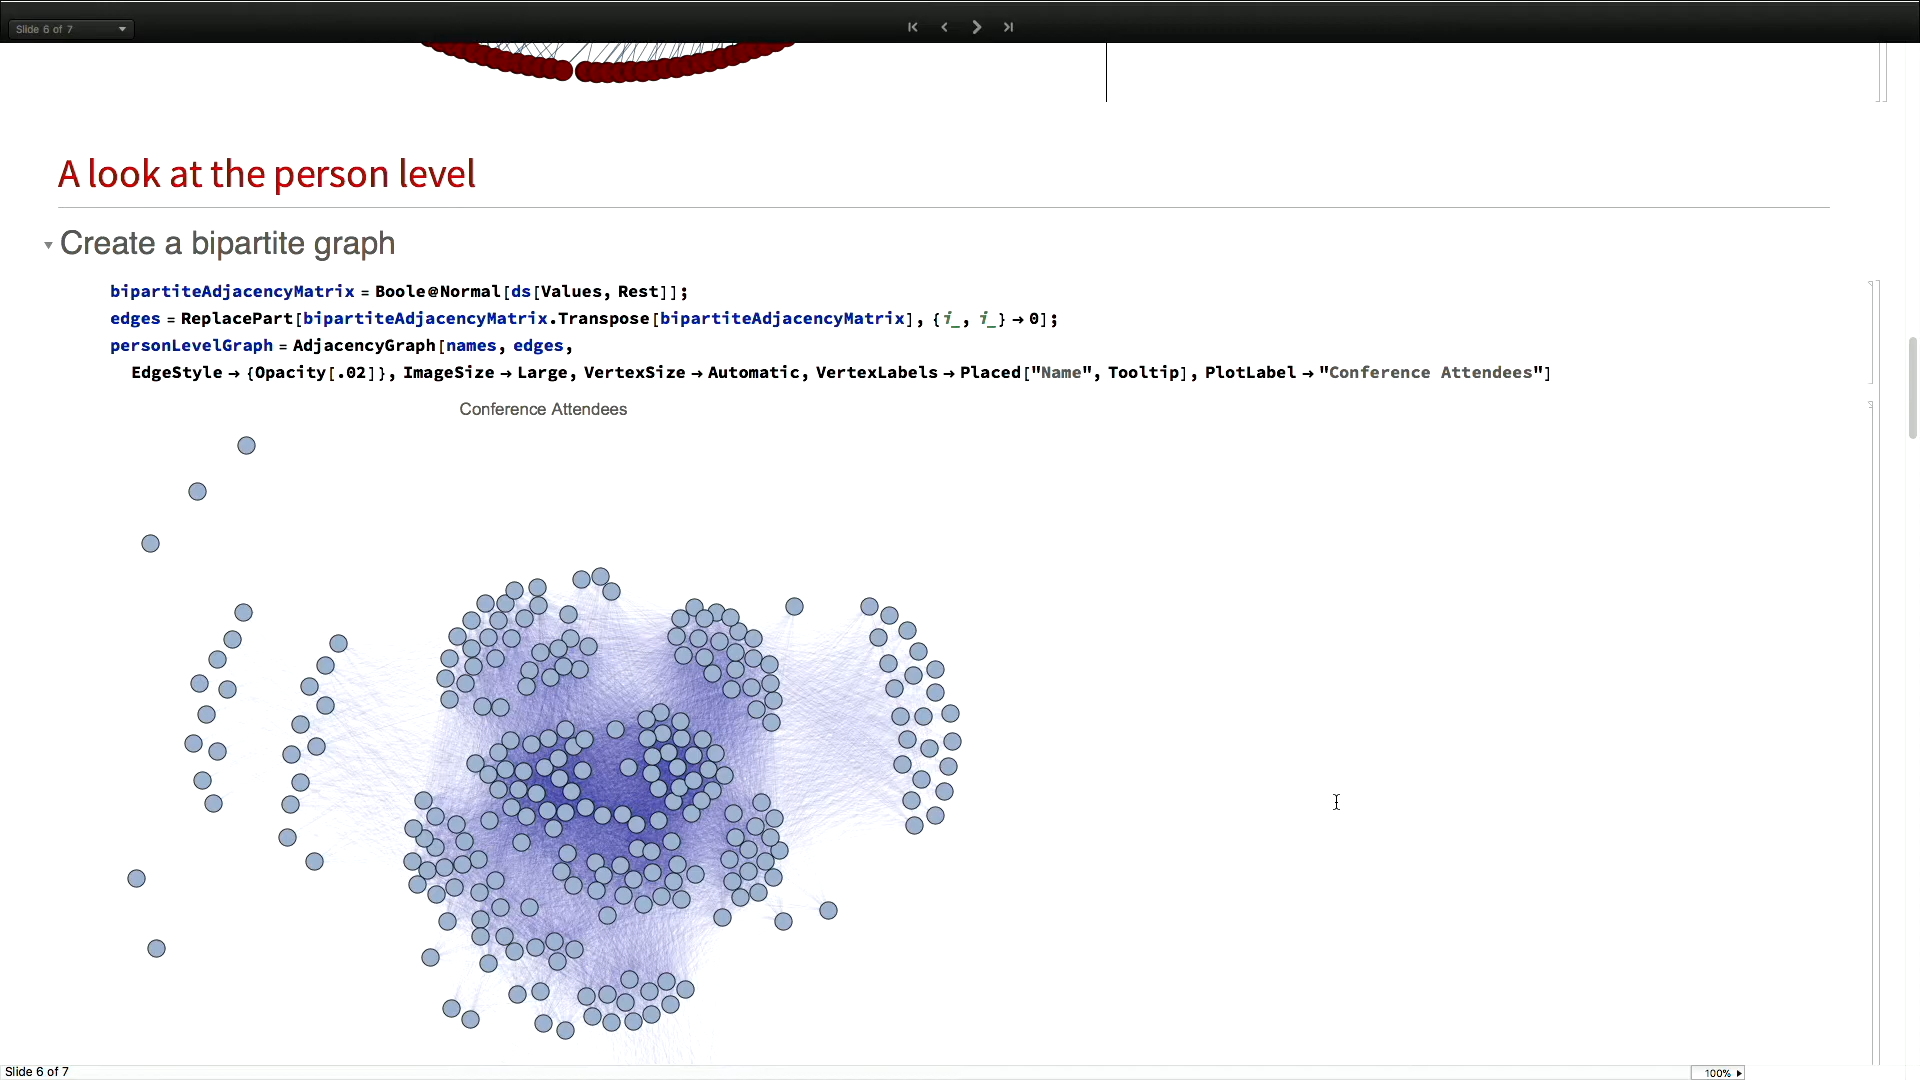 Slide 6 of 7
A look at the person level
Create a bipartite graph
bipartiteAdjacencyMatrix = Boole@Normal[ds[Values, Rest]];
edges = ReplacePart[bipartiteAdjacencyMatrix.Transpose[bipartiteAdjacencyMatrix], {i_, i_} → 0];
personLevelGraph = AdjacencyGraph[names, edges,
EdgeStyle → {Opacity[.02]}, ImageSize → Large, VertexSize → Automatic, VertexLabels → Placed["Name", Tooltip], PlotLabel → "Conference Attendees"]
Conference Attendees
Slide 6 of 7
100%